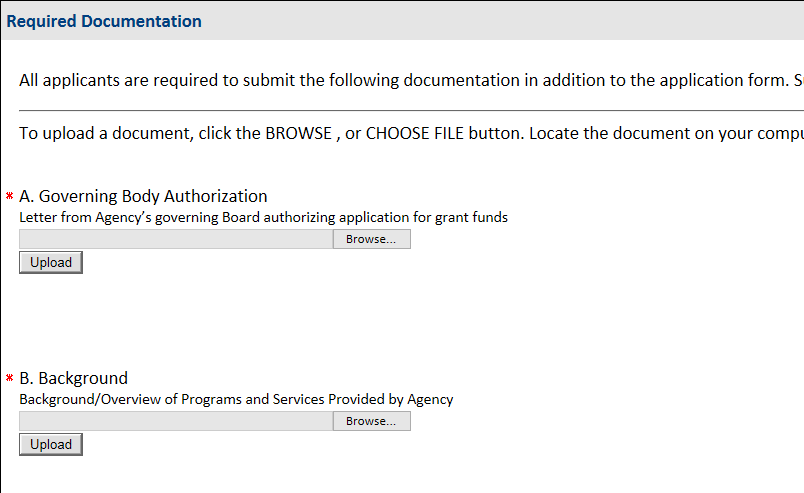 Required Documentation
All applicants are required to submit the following documentation in addition to the application form.
To upload a document, click the BROWSE , or CHOOSE FILE button. Locate the document on your
* A. Governing Body Authorization
Letter from Agency’s governing Board authorizing application for grant funds
Browse...
Upload
* B. Background
Background/Overview of Programs and Services Provided by Agency
Browse...
Upload